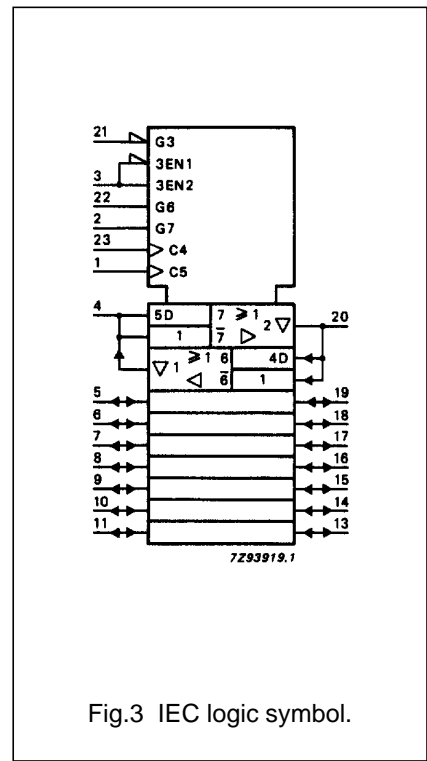 21 G3
3EN1
3 3EN2
22 G6
2 G7
23 C4
1 C5
4 5D 7 ≥1 2 ▽ 20
1 7̅ ▷
▽ 1 ≥1 6 4D
◁ 6̅ 1
5 19
6 18
7 17
8 16
9 15
10 14
11 13
7Z93919.1
Fig.3 IEC logic symbol.